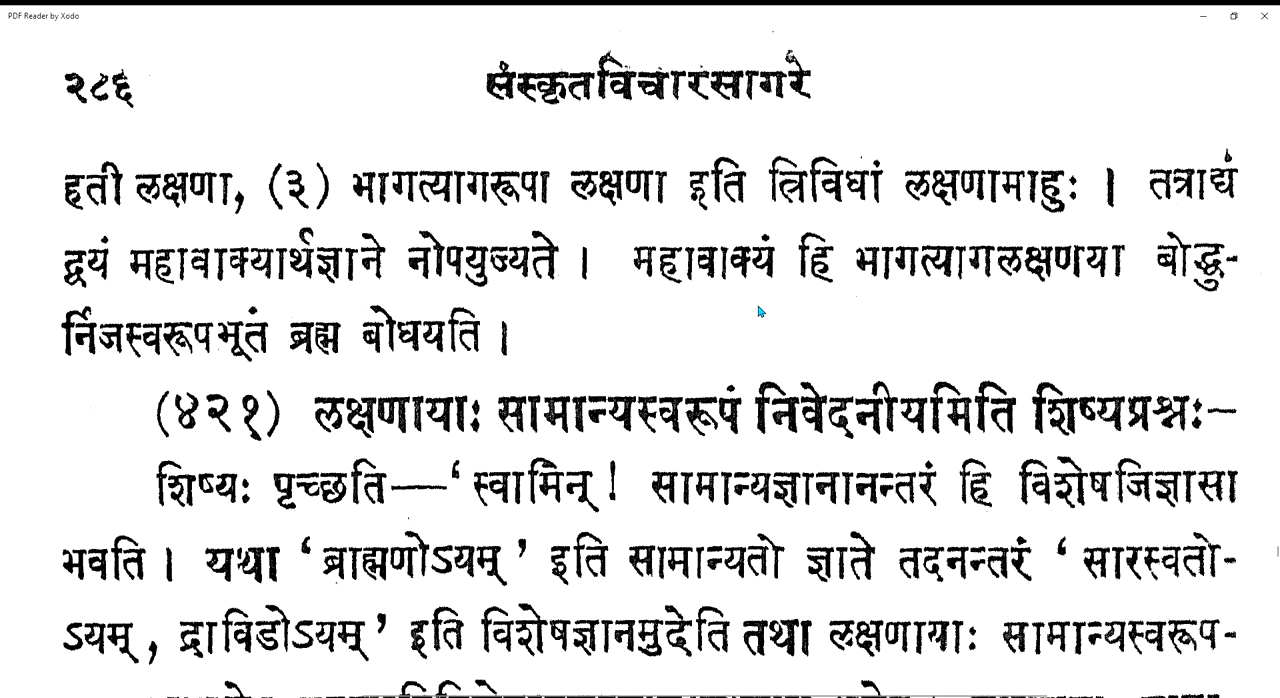 PDF Reader by Xodo
२८६ संस्कृतविचारसागरे
हती लक्षणा, (३) भागत्यागरूपा लक्षणा इति त्रिविधां लक्षणामाहुः । तत्राद्यं
द्वयं महावाक्यार्थज्ञाने नोपयुज्यते । महावाक्यं हि भागत्यागलक्षणया बोद्धु-
र्निजस्वरूपभूतं ब्रह्म बोधयति ।
(४२१) लक्षणायाः सामान्यस्वरूपं निवेदनीयमिति शिष्यप्रश्नः—
शिष्यः पृच्छति—‘ स्वामिन् ! सामान्यज्ञानानन्तरं हि विशेषजिज्ञासा
भवति । यथा ‘ ब्राह्मणोऽयम् ’ इति सामान्यतो ज्ञाते तदनन्तरं ‘ सारस्वतो-
ऽयम् , द्राविडोऽयम् ’ इति विशेषज्ञानमुदेति तथा लक्षणायाः सामान्यस्वरूप-